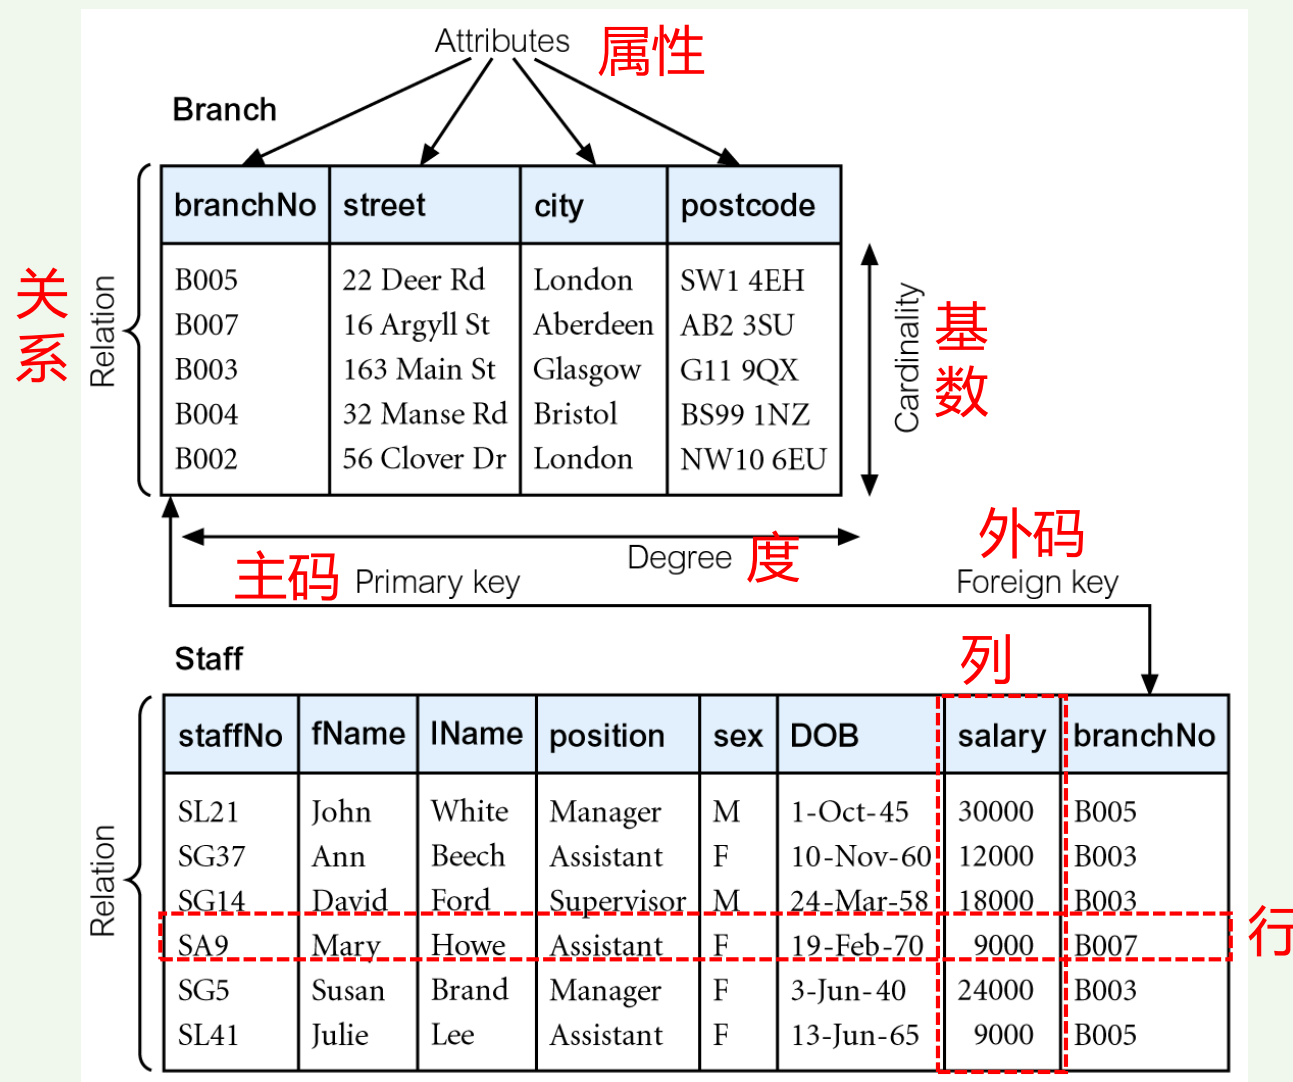 Attributes 属性
Branch
branchNo street city postcode
B005 22 Deer Rd London SW1 4EH
B007 16 Argyll St Aberdeen AB2 3SU
B003 163 Main St Glasgow G11 9QX
B004 32 Manse Rd Bristol BS99 1NZ
B002 56 Clover Dr London NW10 6EU
关系
Relation
Cardinality
基数
Degree 度
主码 Primary key
外码
Foreign key
Staff
列
staffNo fName lName position sex DOB salary branchNo
SL21 John White Manager M 1-Oct-45 30000 B005
SG37 Ann Beech Assistant F 10-Nov-60 12000 B003
SG14 David Ford Supervisor M 24-Mar-58 18000 B003
SA9 Mary Howe Assistant F 19-Feb-70 9000 B007
SG5 Susan Brand Manager F 3-Jun-40 24000 B003
SL41 Julie Lee Assistant F 13-Jun-65 9000 B005
Relation
行